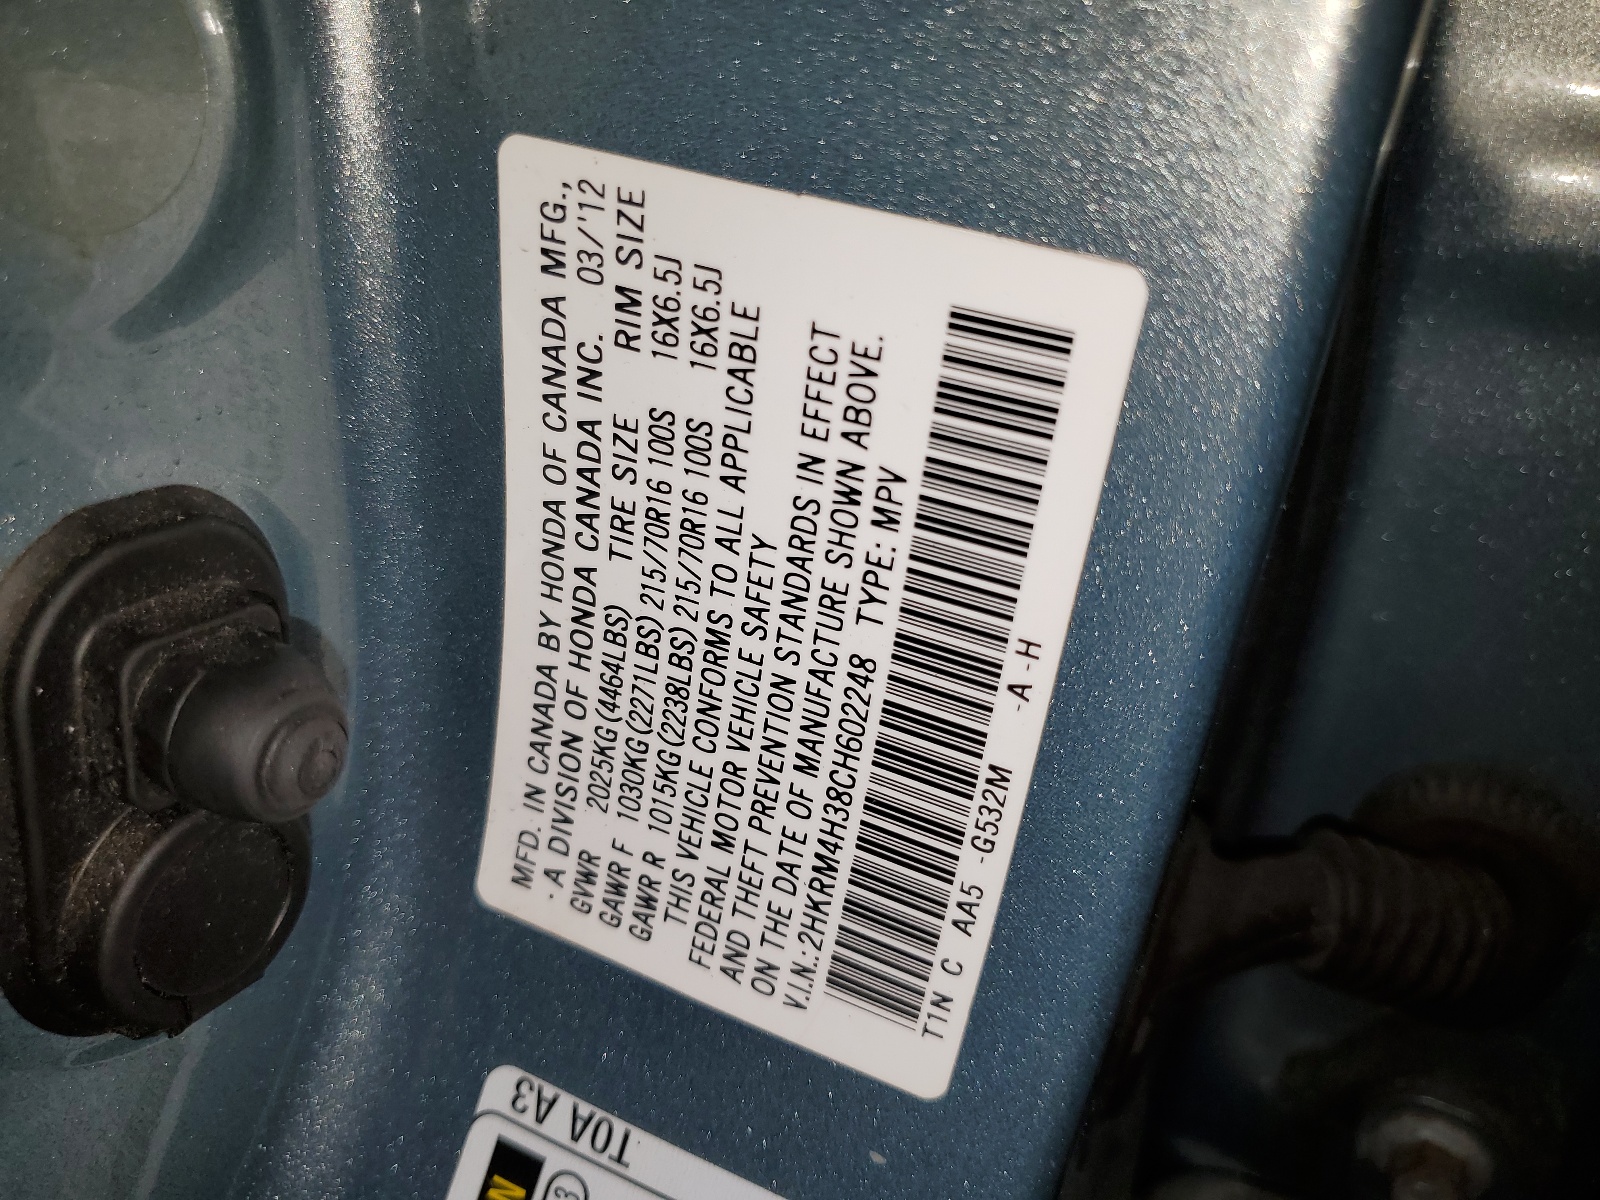 MFD. IN CANADA BY HONDA OF CANADA MFG.,
· A DIVISION OF HONDA CANADA INC. 03/'12
GVWR 2025KG(4464LBS) TIRE SIZE RIM SIZE
GAWR F 1030KG(2271LBS) 215/70R16 100S 16X6.5J
GAWR R 1015KG(2238LBS) 215/70R16 100S 16X6.5J
THIS VEHICLE CONFORMS TO ALL APPLICABLE
FEDERAL MOTOR VEHICLE SAFETY
AND THEFT PREVENTION STANDARDS IN EFFECT
ON THE DATE OF MANUFACTURE SHOWN ABOVE.
V.I.N.:2HKRM4H38CH602248 TYPE: MPV
T1N C AA5 -G532M -A -H
T0A A3
3